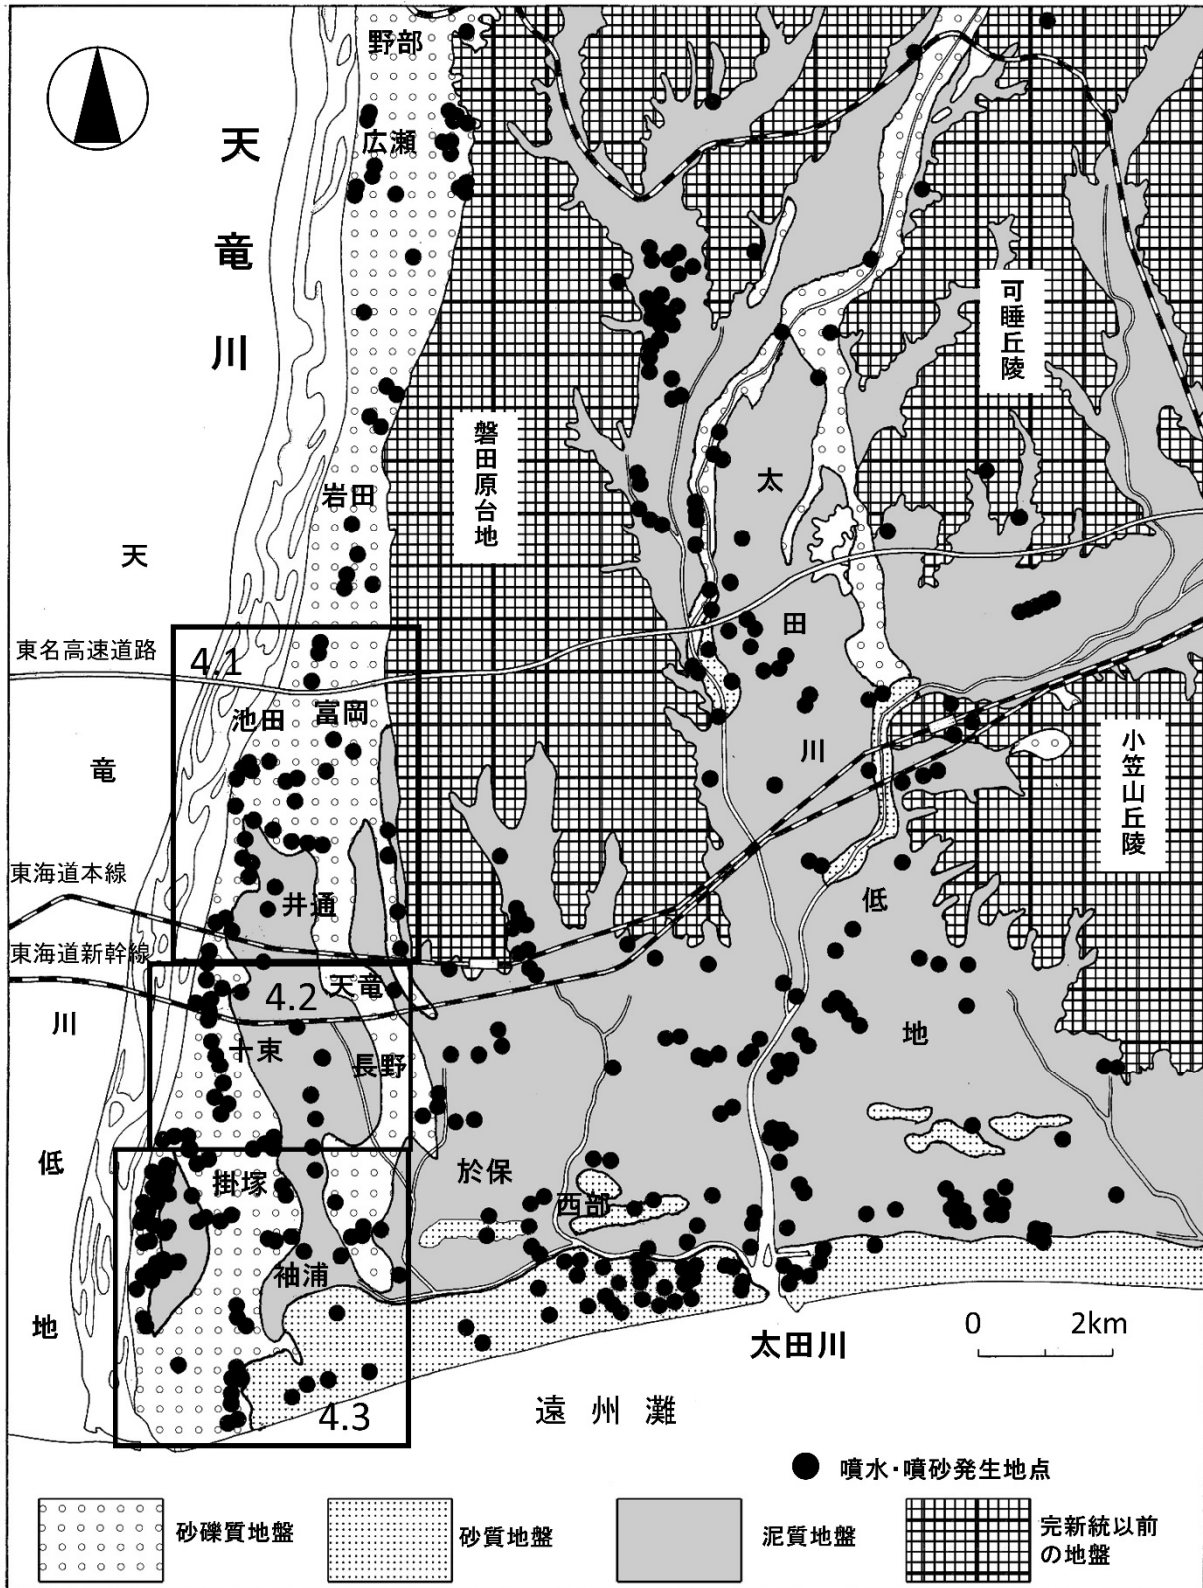 野部
天竜川
広瀬
可睡丘陵
磐田原台地
岩田
太田川低地
天竜川低地
東名高速道路
4.1
池田
富岡
小笠山丘陵
東海道本線
井通
東海道新幹線
天竜
4.2
十束
長野
掛塚
於保
西部
袖浦
0 2km
太田川
4.3
遠州灘
噴水・噴砂発生地点
砂礫質地盤
砂質地盤
泥質地盤
完新統以前
の地盤